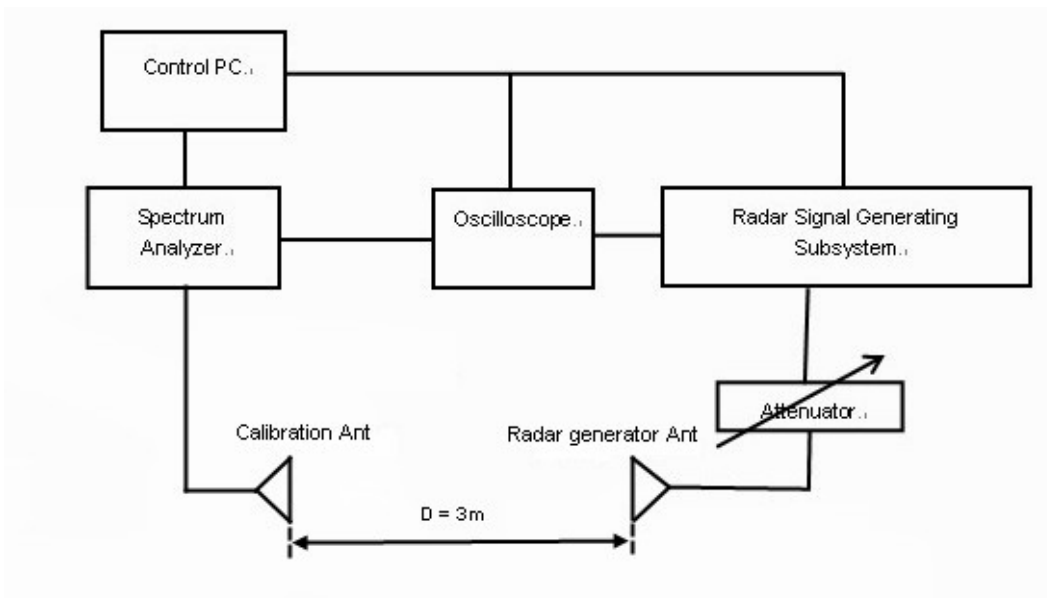 Control PC.
Spectrum
Analyzer.
Oscilloscope.
Radar Signal Generating
Subsystem.
Attenuator.
Calibration Ant
Radar generator Ant
D = 3m